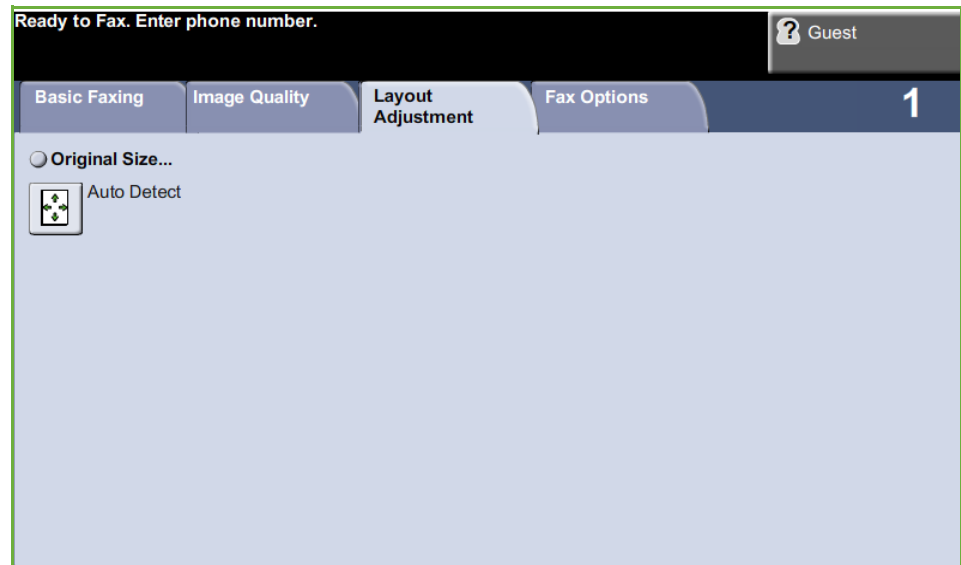 Ready to Fax. Enter phone number.
? Guest
Basic Faxing
Image Quality
Layout
Adjustment
Fax Options
1
Original Size...
Auto Detect